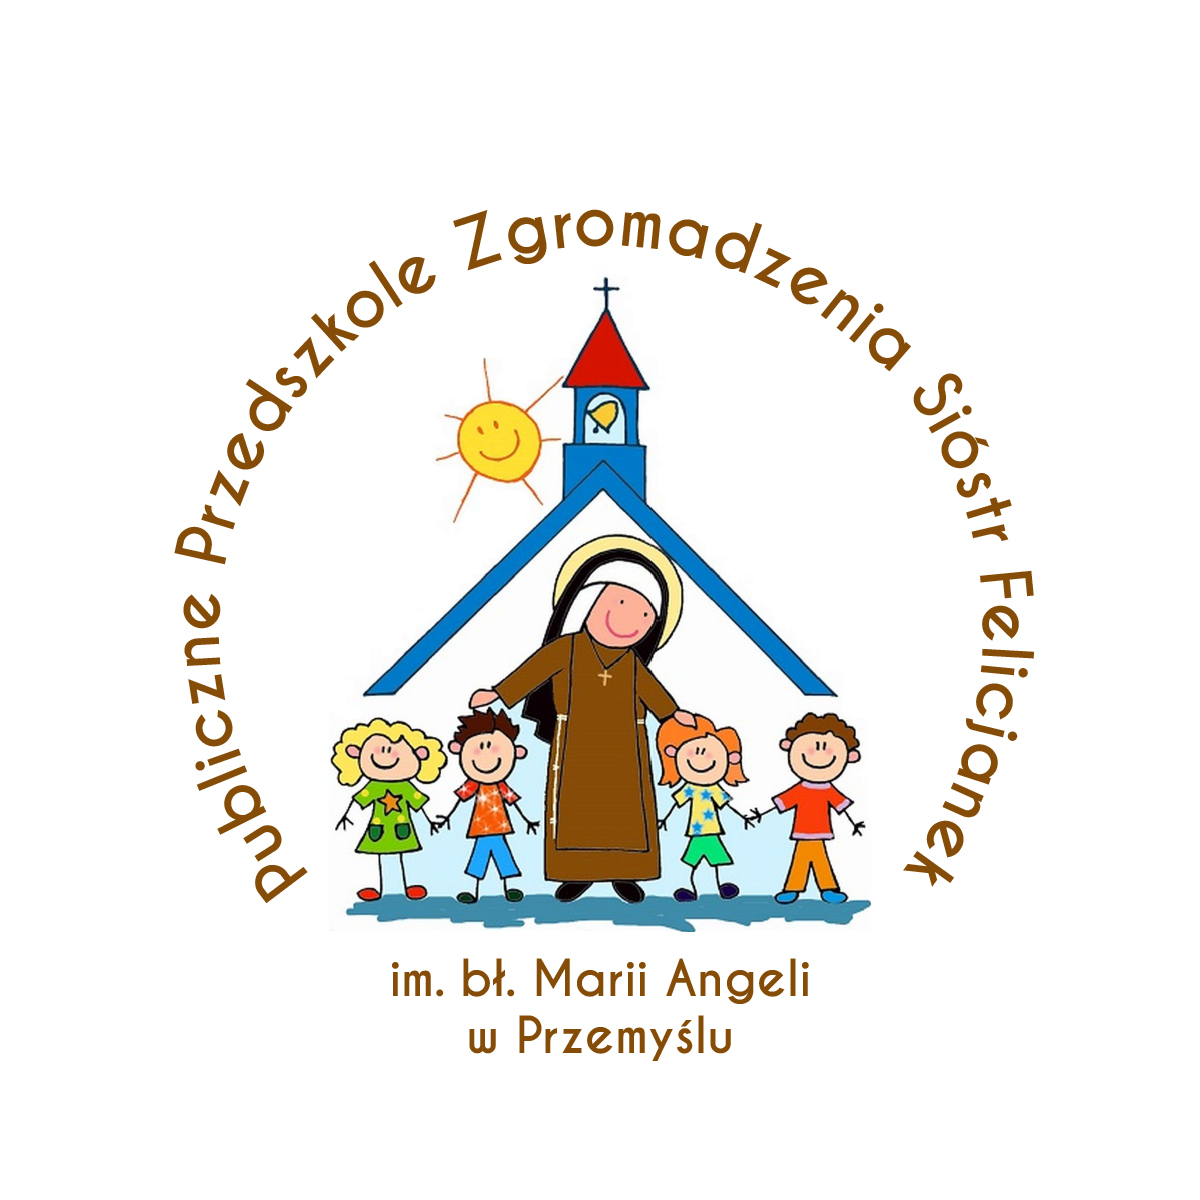 Publiczne Przedszkole Zgromadzenia Sióstr Felicjanek
im. bł. Marii Angeli
w Przemyślu